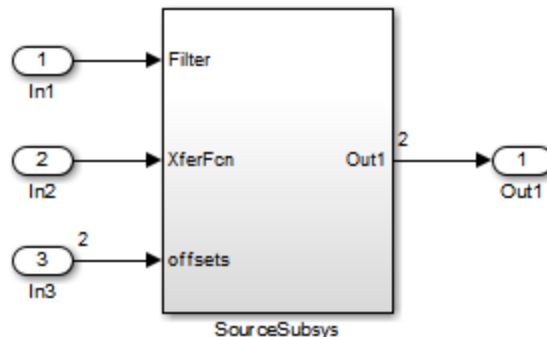 1
In1
Filter
2
In2
XferFcn
Out1
2
1
Out1
2
3
In3
offsets
SourceSubsys